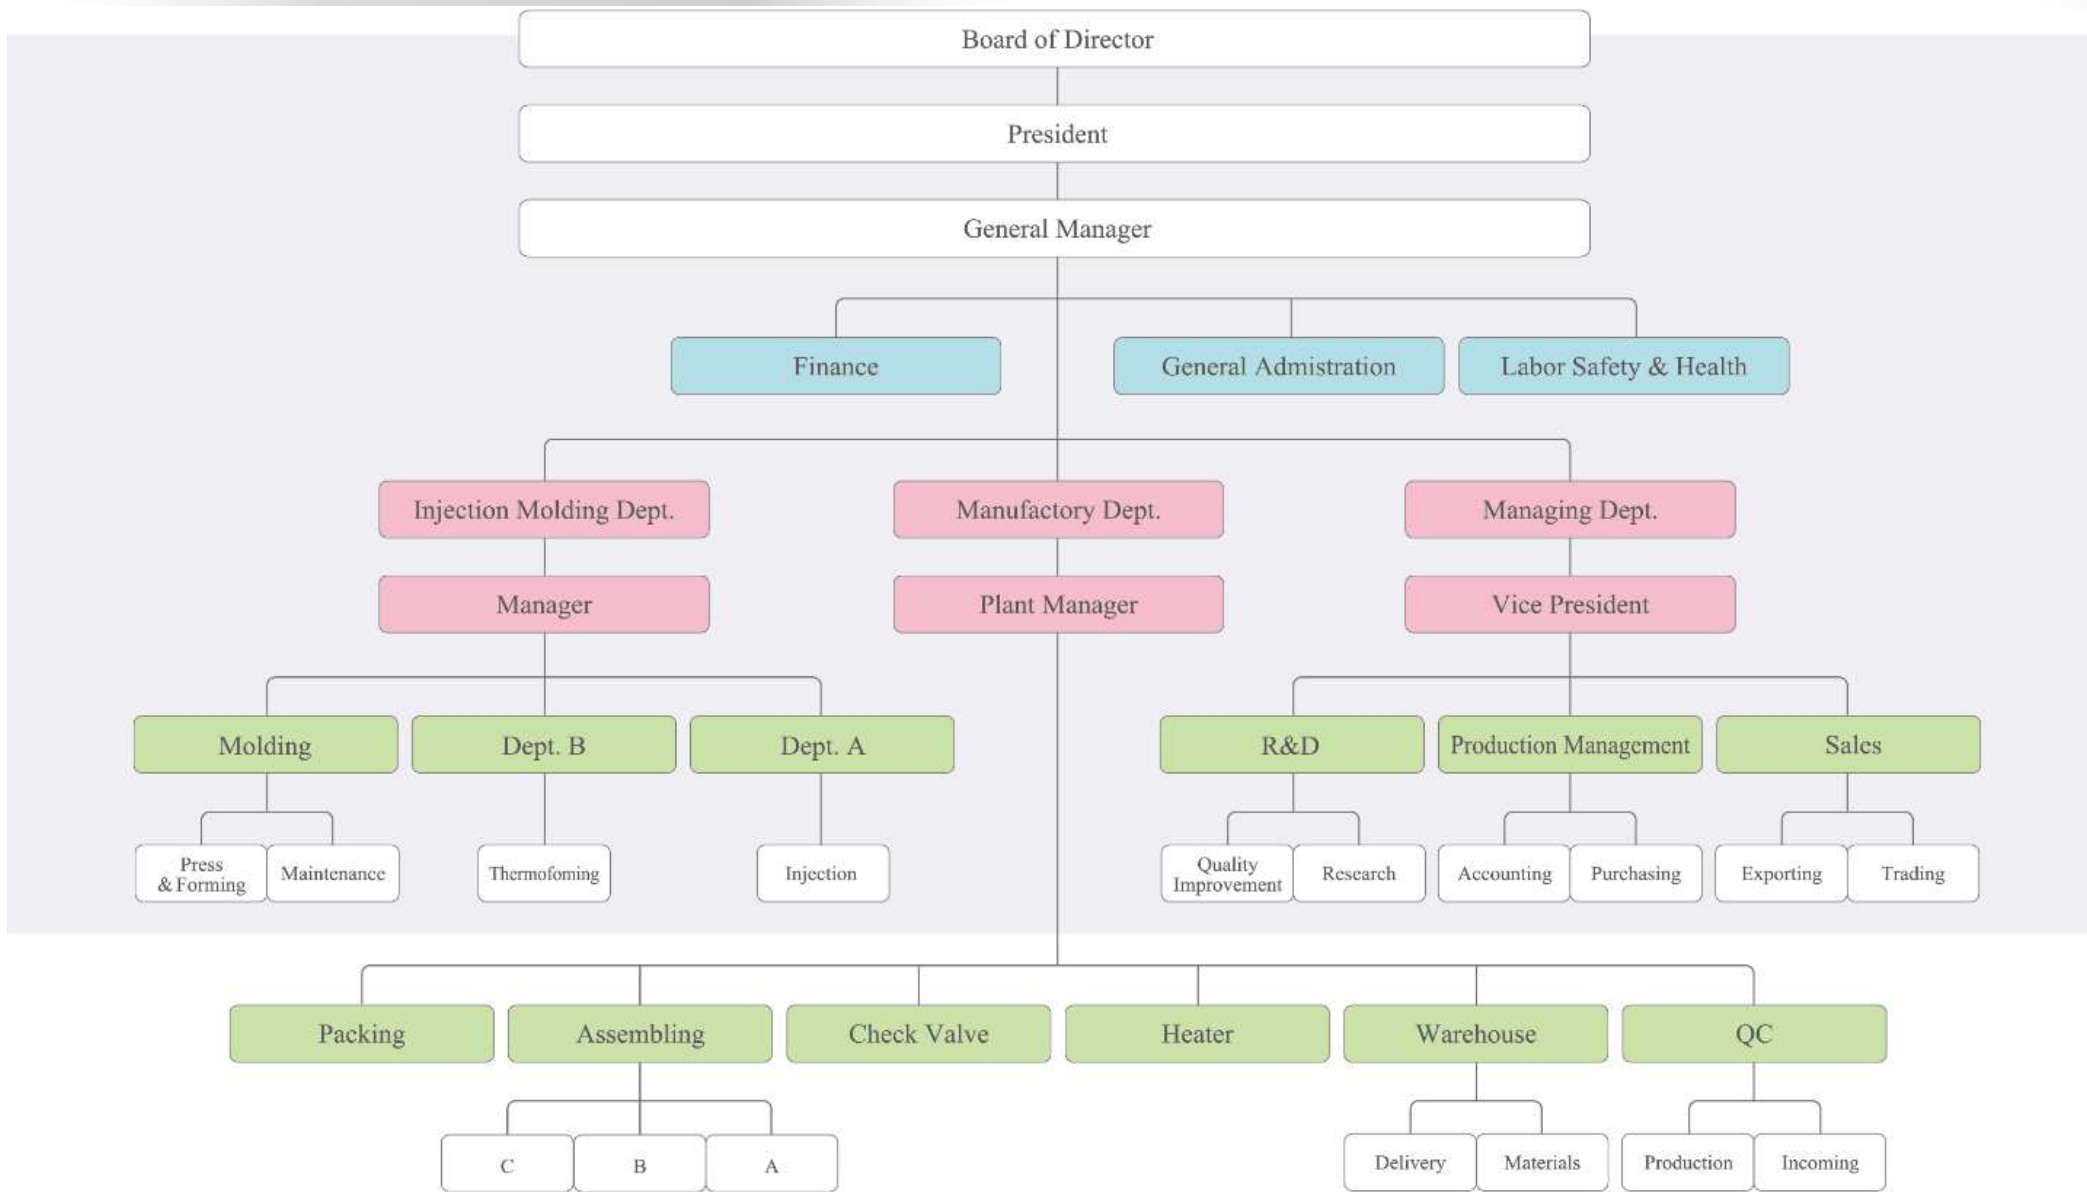 Board of Director
President
General Manager
Finance
General Admistration
Labor Safety & Health
Injection Molding Dept.
Manufactory Dept.
Managing Dept.
Manager
Plant Manager
Vice President
Molding
Dept. B
Dept. A
R&D
Production Management
Sales
Press
& Forming
Maintenance
Thermofoming
Injection
Quality
Improvement
Research
Accounting
Purchasing
Exporting
Trading
Packing
Assembling
Check Valve
Heater
Warehouse
QC
C
B
A
Delivery
Materials
Production
Incoming